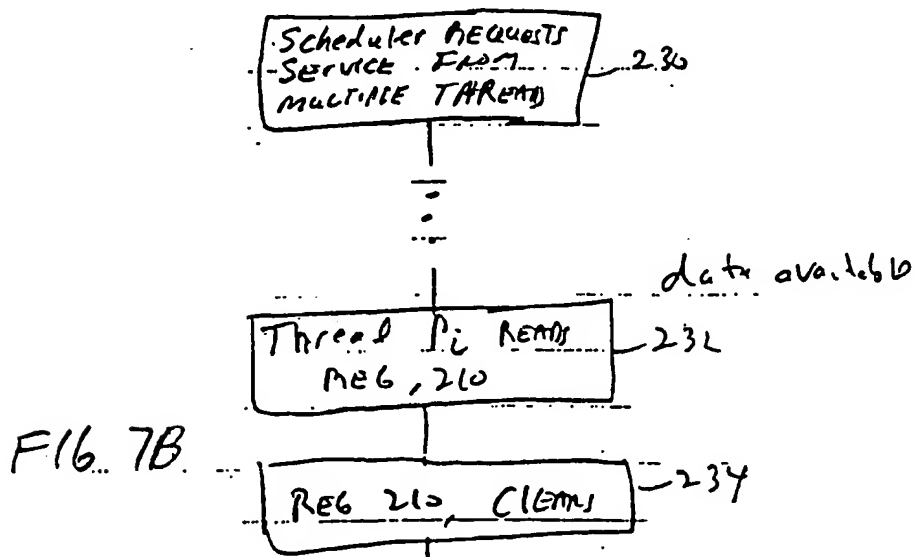 Scheduler REQUESTS
SERVICE FROM
MULTIPLE THREADS
230
data available
Thread Pi READS
REG, 210
232
FIG. 7B
REG 210, CLEARS
234